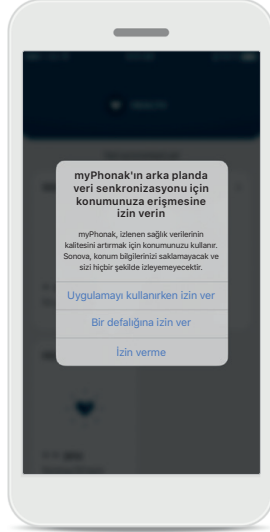 myPhonak'ın arka planda
veri senkronizasyonu için
konumunuza erişmesine
izin verin
myPhonak, izlenen sağlık verilerinin
kalitesini artırmak için konumunuzu kullanır.
Sonova, konum bilgilerinizi saklamayacak ve
sizi hiçbir şekilde izleyemeyecektir.
Uygulamayı kullanırken izin ver
Bir defalığına izin ver
İzin verme